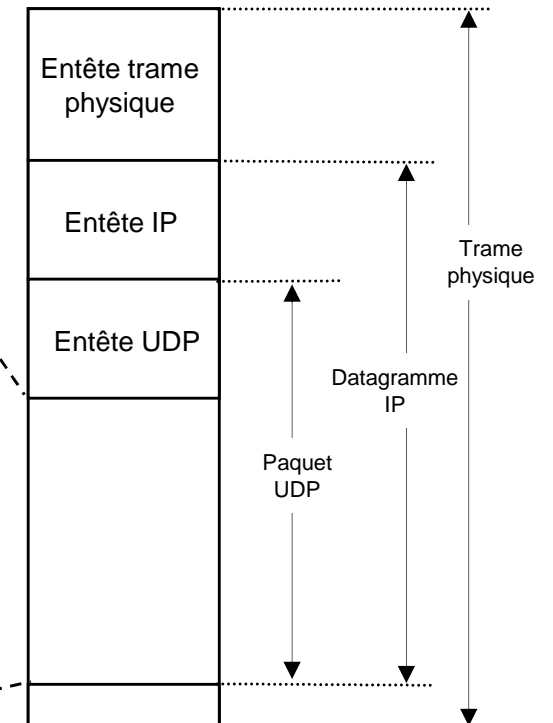 Entête trame
physique
Entête IP
Trame
physique
Entête UDP
Datagramme
IP
Paquet
UDP